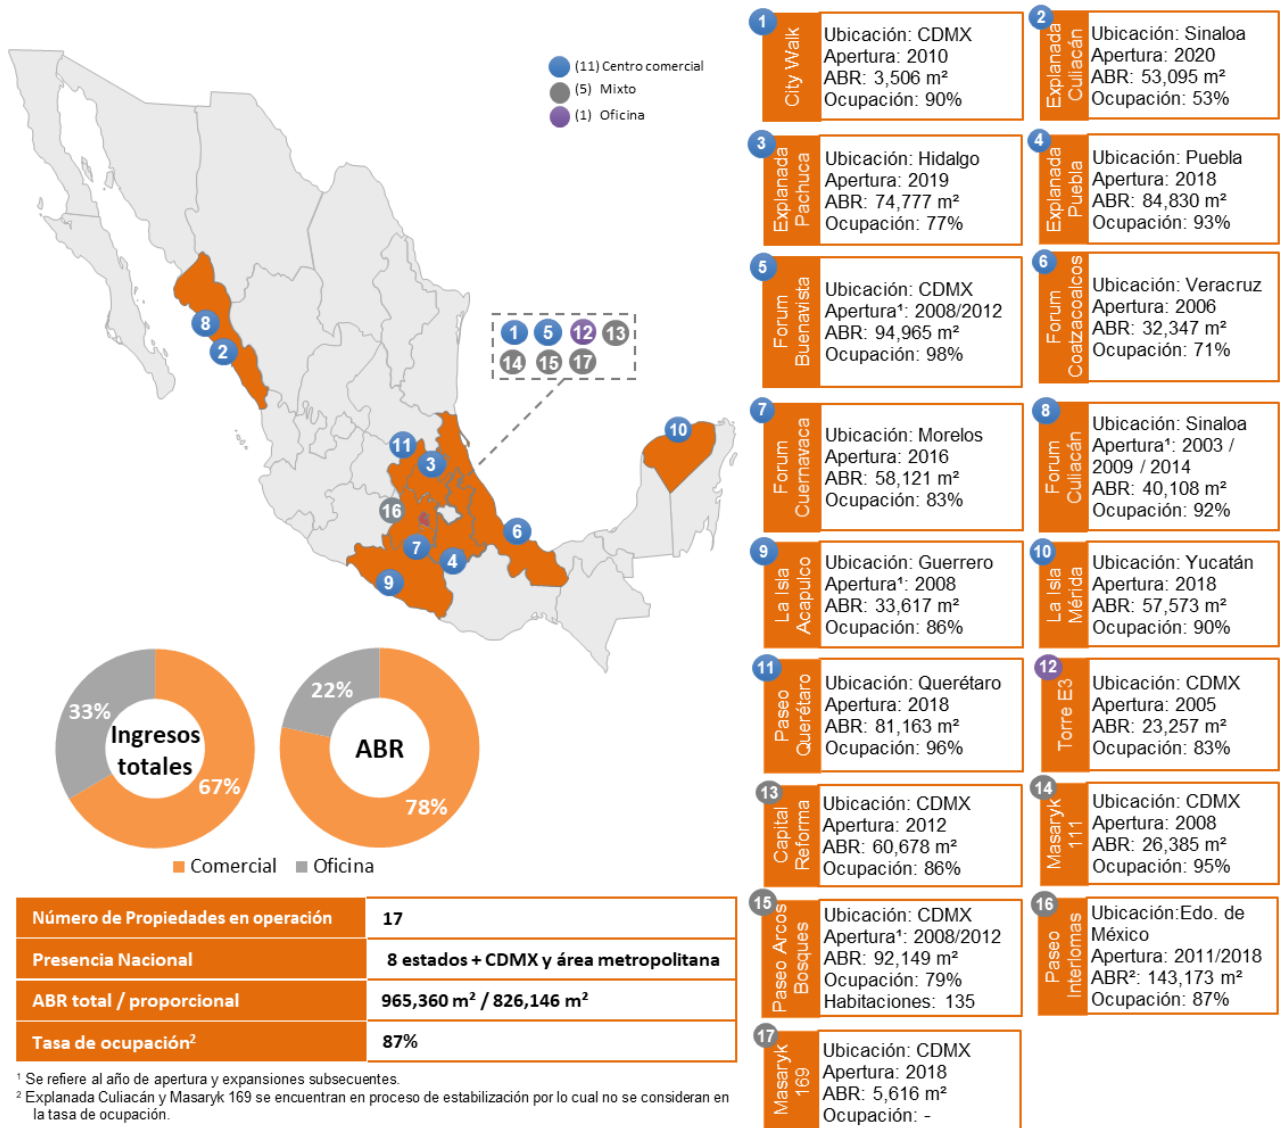 (11) Centro comercial
(5) Mixto
(1) Oficina
8
2
11
3
16
7
9
4
6
10
1 5 12 13
14 15 17
33%
67%
Ingresos
totales
22%
78%
ABR
Comercial
Oficina
Número de Propiedades en operación
17
Presencia Nacional
8 estados + CDMX y área metropolitana
ABR total / proporcional
965,360 m² / 826,146 m²
Tasa de ocupación²
87%
¹ Se refiere al año de apertura y expansiones subsecuentes.
² Explanada Culiacán y Masaryk 169 se encuentran en proceso de estabilización por lo cual no se consideran en
la tasa de ocupación.
1
City Walk
Ubicación: CDMX
Apertura: 2010
ABR: 3,506 m²
Ocupación: 90%
2
Explanada
Culiacán
Ubicación: Sinaloa
Apertura: 2020
ABR: 53,095 m²
Ocupación: 53%
3
Explanada
Pachuca
Ubicación: Hidalgo
Apertura: 2019
ABR: 74,777 m²
Ocupación: 77%
4
Explanada
Puebla
Ubicación: Puebla
Apertura: 2018
ABR: 84,830 m²
Ocupación: 93%
5
Forum
Buenavista
Ubicación: CDMX
Apertura¹: 2008/2012
ABR: 94,965 m²
Ocupación: 98%
6
Forum
Coatzacoalcos
Ubicación: Veracruz
Apertura: 2006
ABR: 32,347 m²
Ocupación: 71%
7
Forum
Cuernavaca
Ubicación: Morelos
Apertura: 2016
ABR: 58,121 m²
Ocupación: 83%
8
Forum
Culiacán
Ubicación: Sinaloa
Apertura¹: 2003 /
2009 / 2014
ABR: 40,108 m²
Ocupación: 92%
9
La Isla
Acapulco
Ubicación: Guerrero
Apertura¹: 2008
ABR: 33,617 m²
Ocupación: 86%
10
La Isla
Mérida
Ubicación: Yucatán
Apertura: 2018
ABR: 57,573 m²
Ocupación: 90%
11
Paseo
Querétaro
Ubicación: Querétaro
Apertura: 2018
ABR: 81,163 m²
Ocupación: 96%
12
Torre E3
Ubicación: CDMX
Apertura: 2005
ABR: 23,257 m²
Ocupación: 83%
13
Capital
Reforma
Ubicación: CDMX
Apertura: 2012
ABR: 60,678 m²
Ocupación: 86%
14
Masaryk
111
Ubicación: CDMX
Apertura: 2008
ABR: 26,385 m²
Ocupación: 95%
15
Paseo Arcos
Bosques
Ubicación: CDMX
Apertura¹: 2008/2012
ABR: 92,149 m²
Ocupación: 79%
Habitaciones: 135
16
Paseo
Interlomas
Ubicación:Edo. de
México
Apertura: 2011/2018
ABR²: 143,173 m²
Ocupación: 87%
17
Masaryk
169
Ubicación: CDMX
Apertura: 2018
ABR: 5,616 m²
Ocupación: -